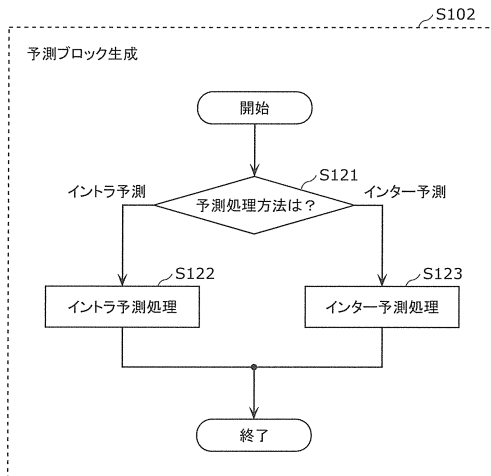 S102
予測ブロック生成
開始
S121
イントラ予測
インター予測
予測処理方法は？
S122
S123
イントラ予測処理
インター予測処理
終了